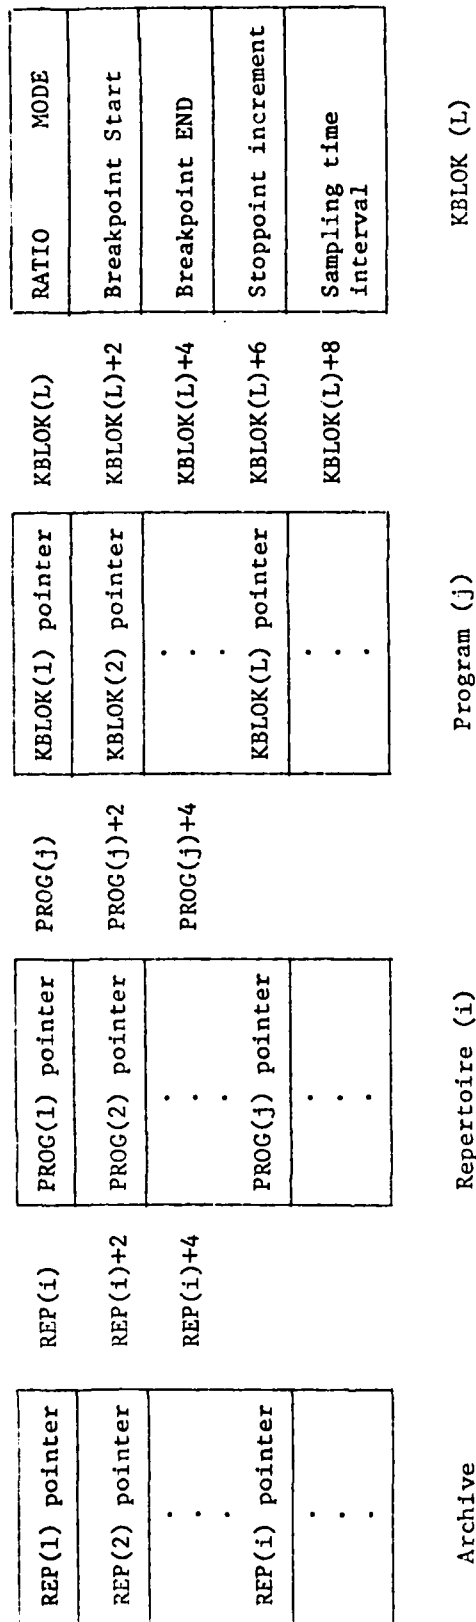 REP(1) pointer
REP(2) pointer
. . .
REP(i) pointer
. . .
Archive
REP(i)
REP(i)+2
REP(i)+4
PROG(1) pointer
PROG(2) pointer
. . .
PROG(j) pointer
. . .
Repertoire (i)
PROG(j)
PROG(j)+2
PROG(j)+4
KBLOK(1) pointer
KBLOK(2) pointer
. . .
KBLOK(L) pointer
. . .
Program (j)
KBLOK(L)
KBLOK(L)+2
KBLOK(L)+4
KBLOK(L)+6
KBLOK(L)+8
RATIO MODE
Breakpoint Start
Breakpoint END
Stoppoint increment
Sampling time
interval
KBLOK (L)